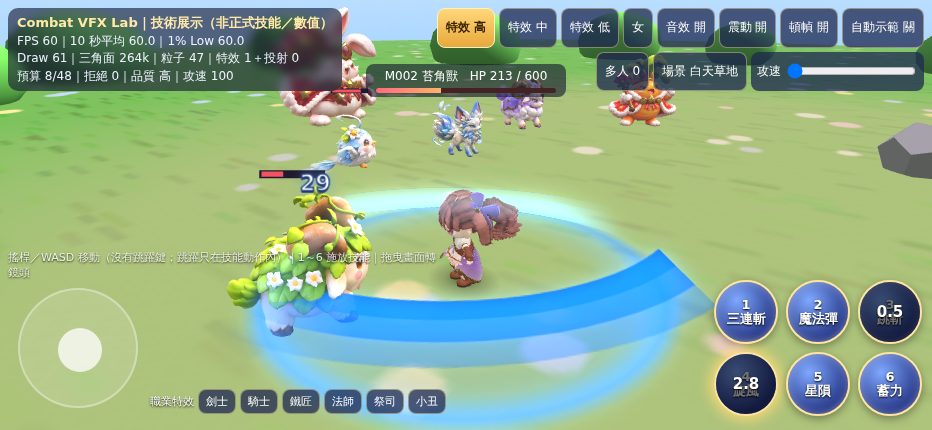 Combat VFX Lab｜技術展示（非正式技能／數值）
FPS 60｜10 秒平均 60.0｜1% Low 60.0
Draw 61｜三角面 264k｜粒子 47｜特效 1＋投射 0
預算 8/48｜拒絕 0｜品質 高｜攻速 100
特效 高
特效 中
特效 低
女
音效 開
震動 開
頓幀 開
自動示範 關
多人 0
場景 白天草地
攻速
M002 苔角獸 HP 213 / 600
29
搖桿／WASD 移動（沒有跳躍鍵；跳躍只在技能動作內）｜1～6 施放技能｜拖曳畫面轉
鏡頭
1
三連斬
2
魔法彈
3
0.5
4
2.8
旋風
5
星隕
6
蓄力
職業特效
劍士
騎士
鐵匠
法師
祭司
小丑